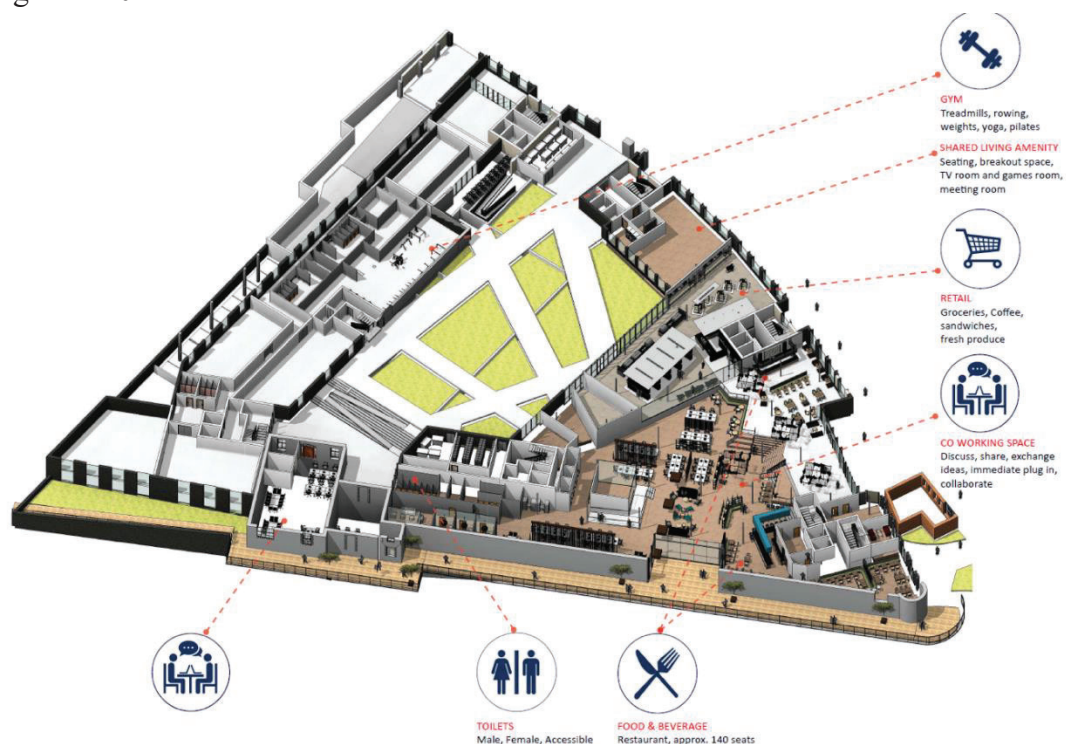 GYM
Treadmills, rowing,
weights, yoga, pilates
SHARED LIVING AMENITY
Seating, breakout space,
TV room and games room,
meeting room
RETAIL
Groceries, Coffee,
sandwiches,
fresh produce
CO WORKING SPACE
Discuss, share, exchange
ideas, immediate plug in,
collaborate
TOILETS
Male, Female, Accessible
FOOD & BEVERAGE
Restaurant, approx. 140 seats